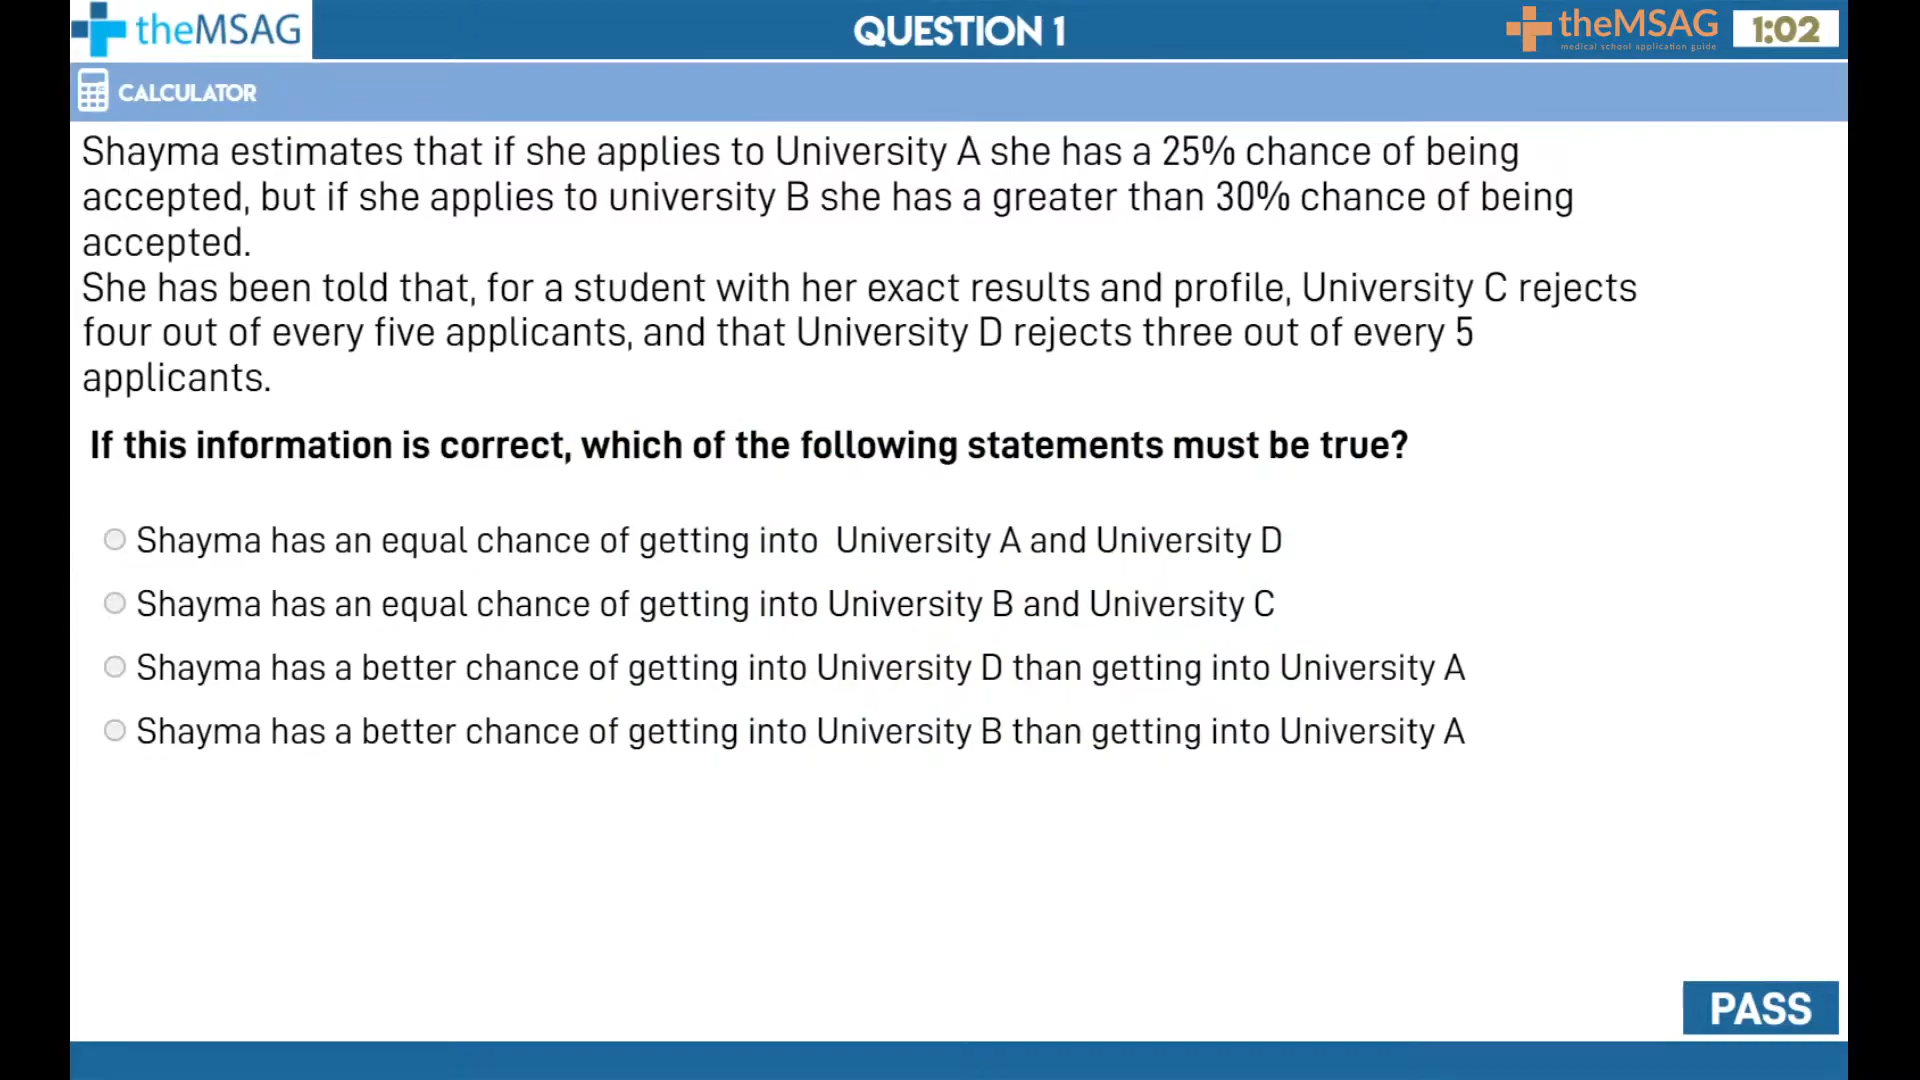 theMSAG
QUESTION 1
theMSAG
medical school application guide
1:02
CALCULATOR
Shayma estimates that if she applies to University A she has a 25% chance of being
accepted, but if she applies to university B she has a greater than 30% chance of being
accepted.
She has been told that, for a student with her exact results and profile, University C rejects
four out of every five applicants, and that University D rejects three out of every 5
applicants.
If this information is correct, which of the following statements must be true?
Shayma has an equal chance of getting into University A and University D
Shayma has an equal chance of getting into University B and University C
Shayma has a better chance of getting into University D than getting into University A
Shayma has a better chance of getting into University B than getting into University A
PASS